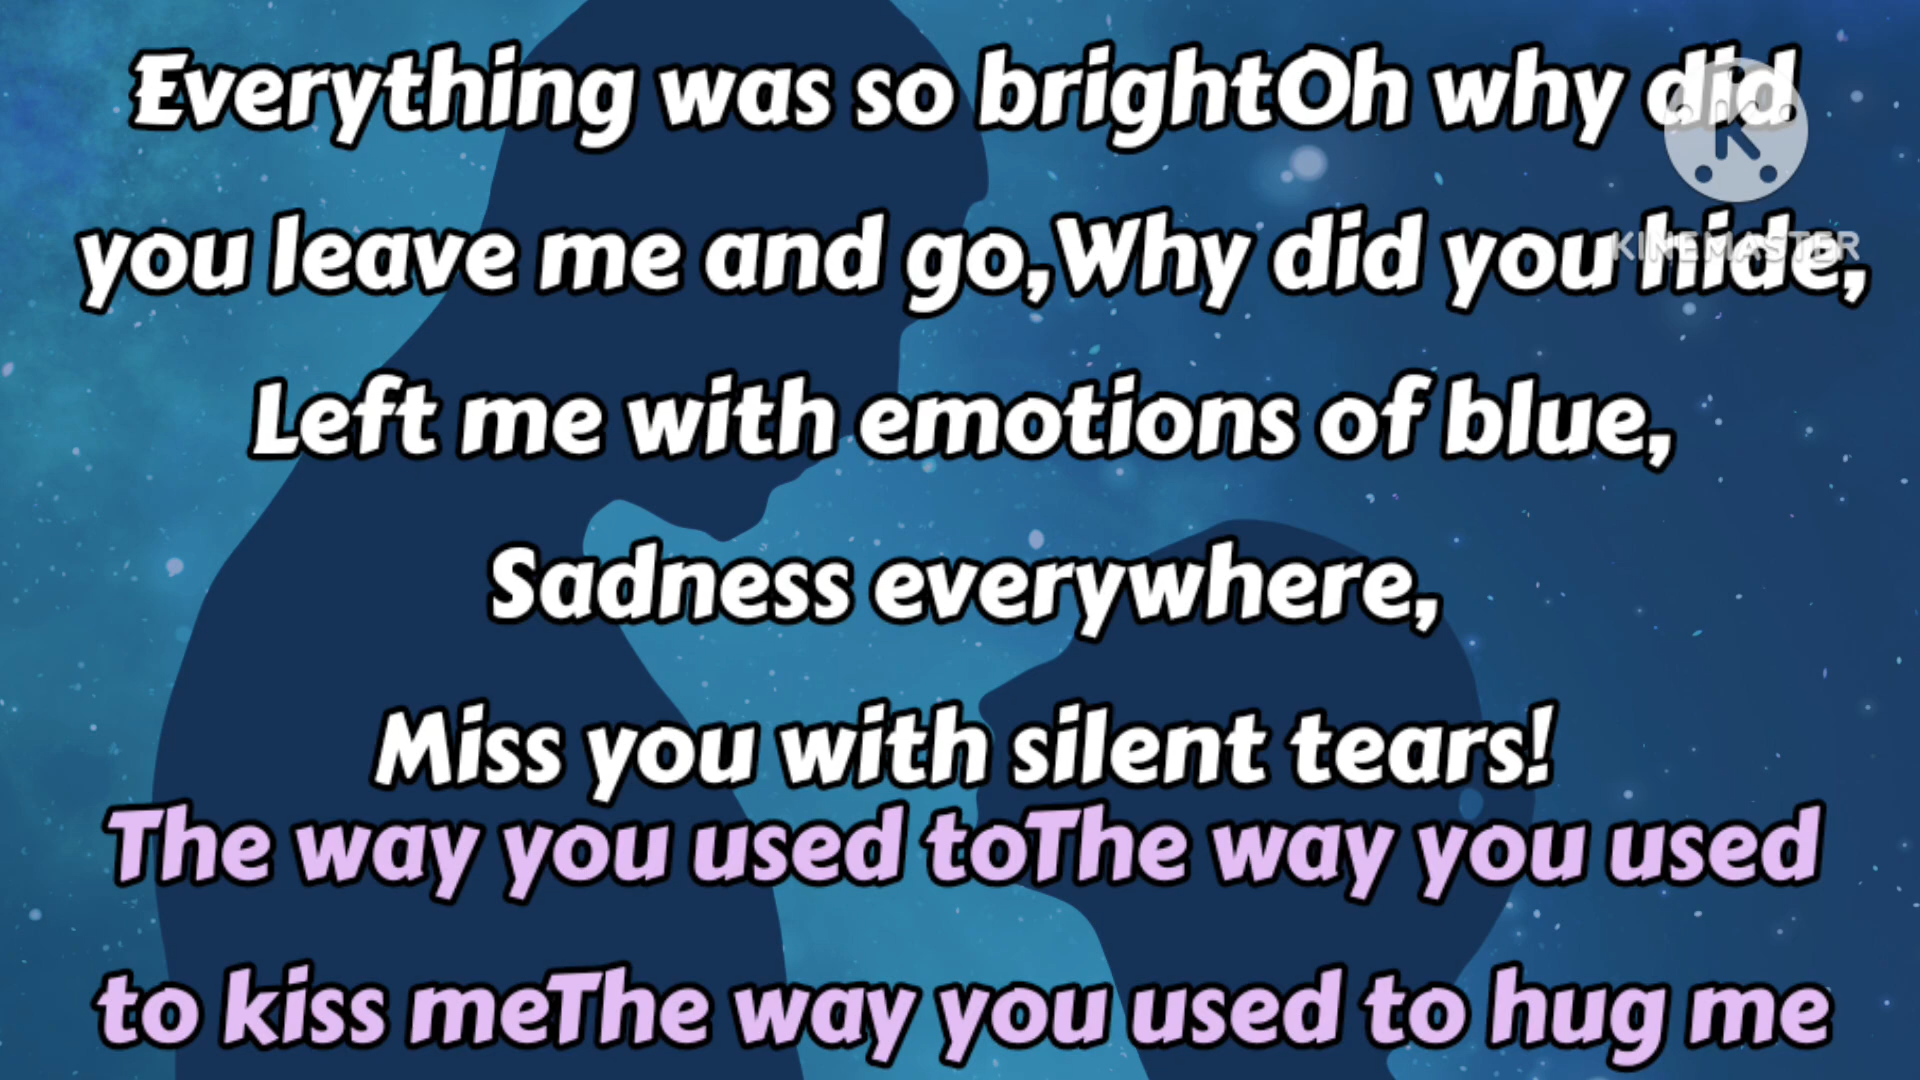 Everything was so brightOh why did
you leave me and go,Why did you hide,
Left me with emotions of blue,
Sadness everywhere,
Miss you with silent tears!
The way you used toThe way you used
to kiss meThe way you used to hug me
K
KINEMASTER